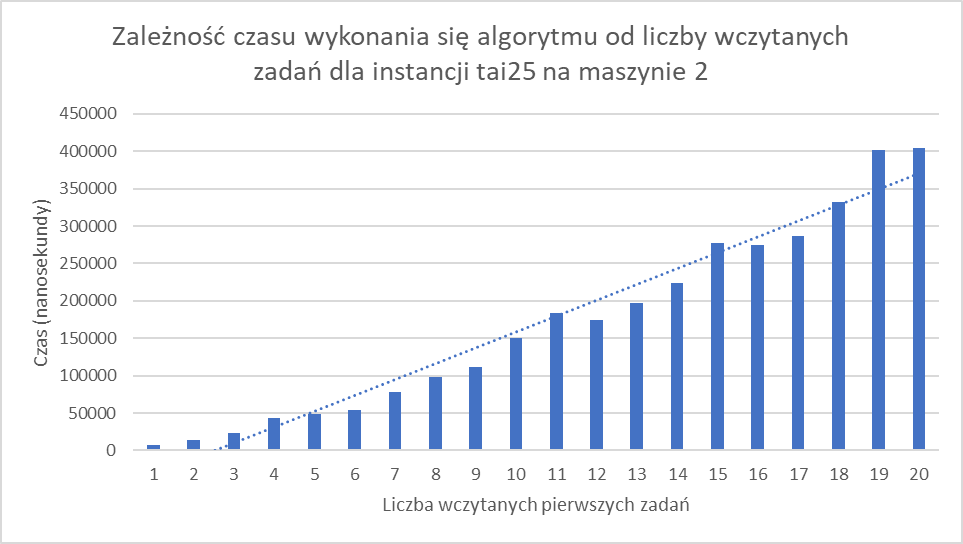 Zależność czasu wykonania się algorytmu od liczby wczytanych
zadań dla instancji tai25 na maszynie 2
Czas (nanosekundy)
450000
400000
350000
300000
250000
200000
150000
100000
50000
0
1 2 3 4 5 6 7 8 9 10 11 12 13 14 15 16 17 18 19 20
Liczba wczytanych pierwszych zadań